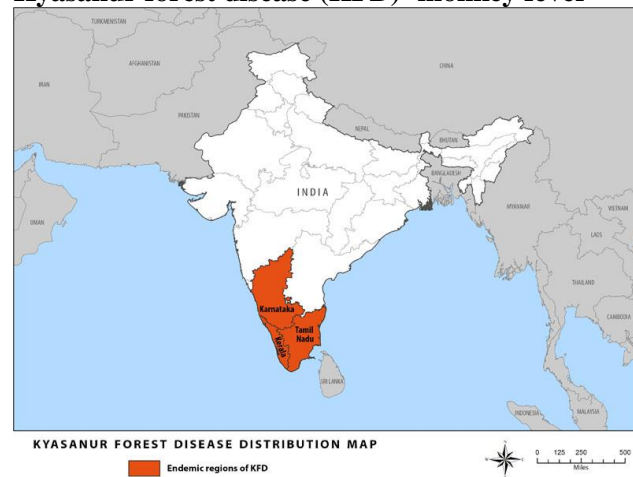 Kyasanur forest disease (KFD)- monkey fever
TURKMENISTAN
CHINA
AFGHANISTAN
IRAN
PAKISTAN
NEPAL
BHUTAN
BANGLADESH
INDIA
OMAN
MYANMAR
VIETNAM
LAOS
THAILAND
CAMBODIA
Karnataka
Tamil
Nadu
Kerala
SRI LANKA
INDONESIA
MALAYSIA
KYASANUR FOREST DISEASE DISTRIBUTION MAP
Endemic regions of KFD
0 125 250 500
Miles